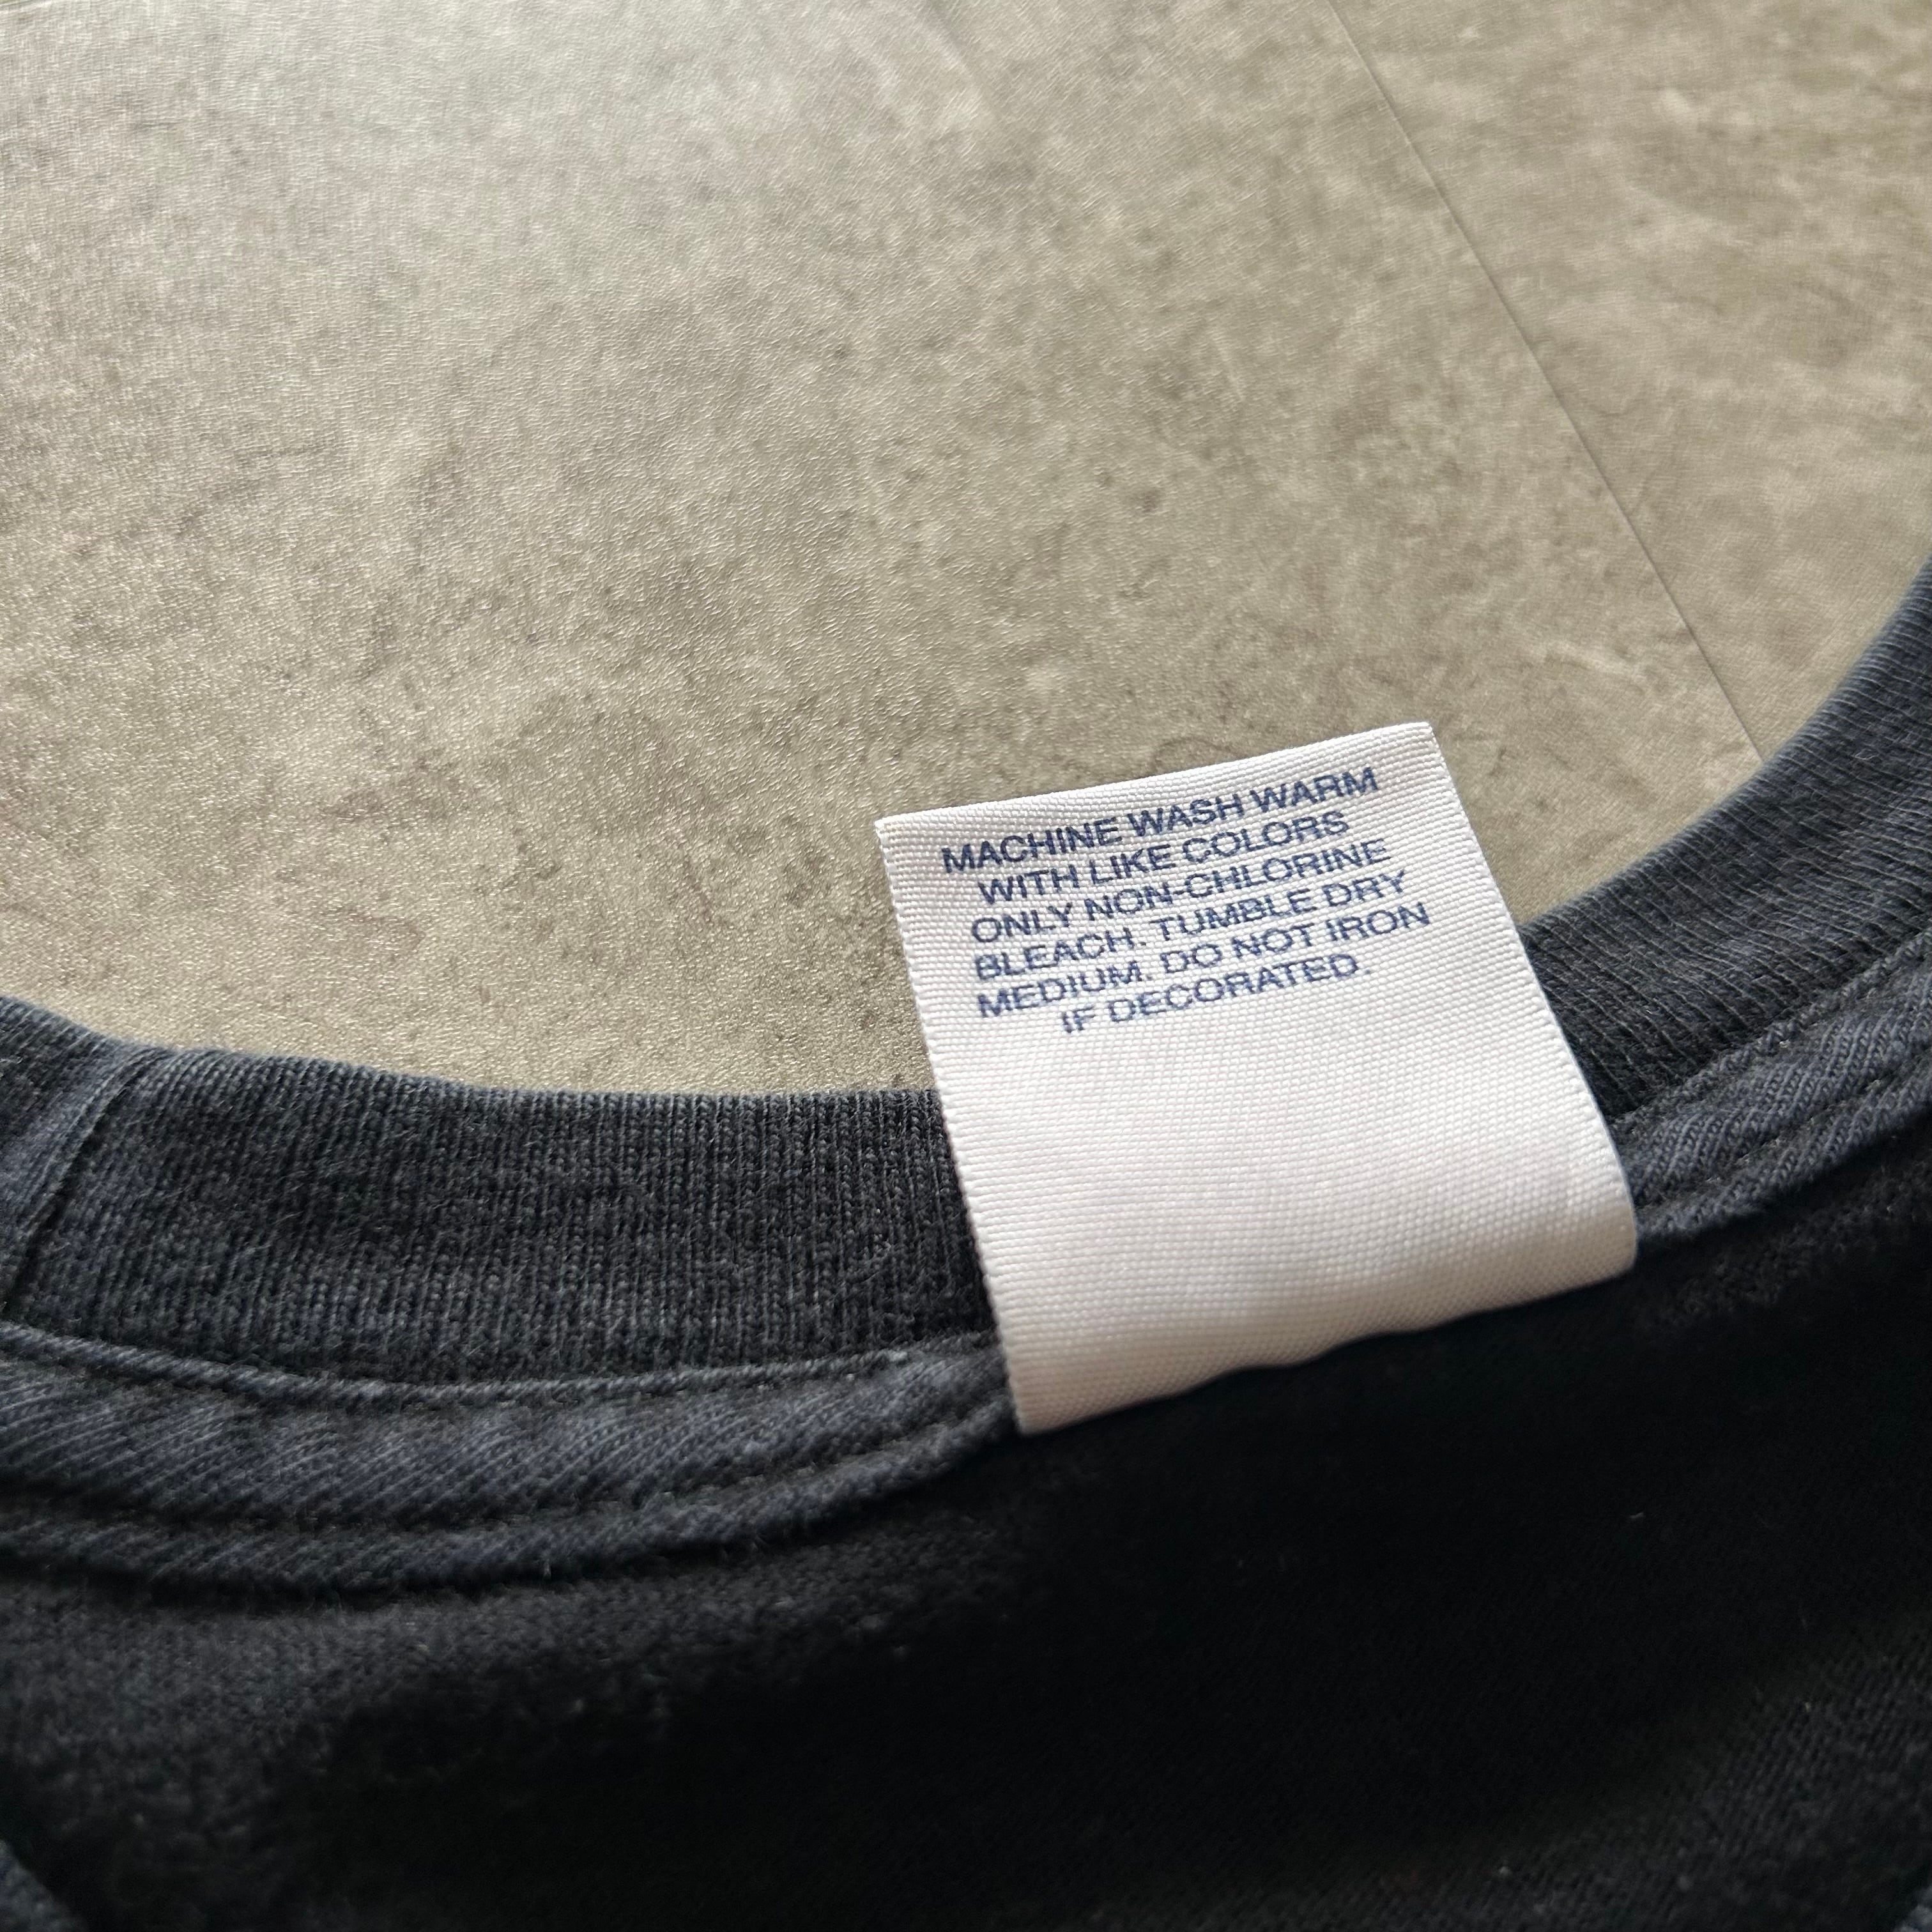 MACHINE WASH WARM
WITH LIKE COLORS
ONLY NON-CHLORINE
BLEACH. TUMBLE DRY
MEDIUM. DO NOT IRON
IF DECORATED.